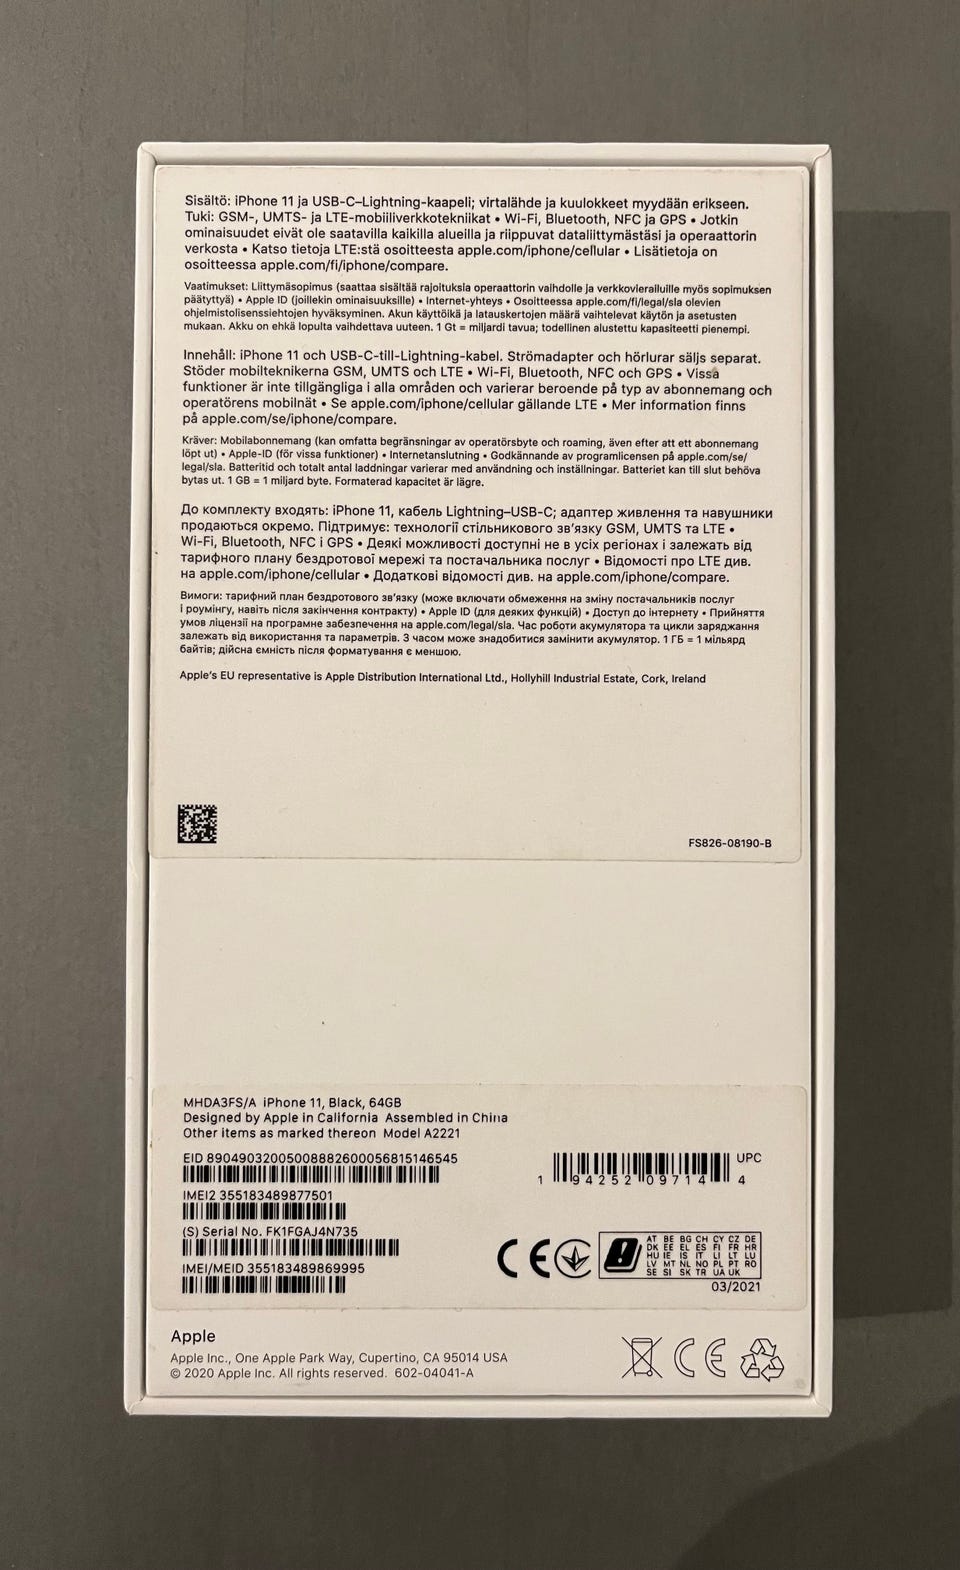 Sisältö: iPhone 11 ja USB-C–Lightning-kaapeli; virtalähde ja kuulokkeet myydään erikseen.
Tuki: GSM-, UMTS- ja LTE-mobiiliverkkotekniikat • Wi-Fi, Bluetooth, NFC ja GPS • Jotkin
ominaisuudet eivät ole saatavilla kaikilla alueilla ja riippuvat dataliittymästäsi ja operaattorin
verkosta • Katso tietoja LTE:stä osoitteesta apple.com/iphone/cellular • Lisätietoja on
osoitteessa apple.com/fi/iphone/compare.
Vaatimukset: Liittymäsopimus (saattaa sisältää rajoituksia operaattorin vaihdolle ja verkkovierailuille myös sopimuksen
päätyttyä) • Apple ID (joillekin ominaisuuksille) • Internet-yhteys • Osoitteessa apple.com/fi/legal/sla olevien
ohjelmistolisenssiehtojen hyväksyminen. Akun käyttöikä ja latauskertojen määrä vaihtelevat käytön ja asetusten
mukaan. Akku on ehkä lopulta vaihdettava uuteen. 1 Gt = miljardi tavua; todellinen alustettu kapasiteetti pienempi.
Innehåll: iPhone 11 och USB-C-till-Lightning-kabel. Strömadapter och hörlurar säljs separat.
Stöder mobilteknikerna GSM, UMTS och LTE • Wi-Fi, Bluetooth, NFC och GPS • Vissa
funktioner är inte tillgängliga i alla områden och varierar beroende på typ av abonnemang och
operatörens mobilnät • Se apple.com/iphone/cellular gällande LTE • Mer information finns
på apple.com/se/iphone/compare.
Kräver: Mobilabonnemang (kan omfatta begränsningar av operatörsbyte och roaming, även efter att ett abonnemang
löpt ut) • Apple-ID (för vissa funktioner) • Internetanslutning • Godkännande av programlicensen på apple.com/se/
legal/sla. Batteritid och totalt antal laddningar varierar med användning och inställningar. Batteriet kan till slut behöva
bytas ut. 1 GB = 1 miljard byte. Formaterad kapacitet är lägre.
До комплекту входять: iPhone 11, кабель Lightning–USB-C; адаптер живлення та навушники
продаються окремо. Підтримує: технології стільникового зв’язку GSM, UMTS та LTE •
Wi-Fi, Bluetooth, NFC і GPS • Деякі можливості доступні не в усіх регіонах і залежать від
тарифного плану бездротової мережі та постачальника послуг • Відомості про LTE див.
на apple.com/iphone/cellular • Додаткові відомості див. на apple.com/iphone/compare.
Вимоги: тарифний план бездротового зв’язку (може включати обмеження на зміну постачальників послуг
і роумінгу, навіть після закінчення контракту) • Apple ID (для деяких функцій) • Доступ до інтернету • Прийняття
умов ліцензії на програмне забезпечення на apple.com/legal/sla. Час роботи акумулятора та цикли заряджання
залежать від використання та параметрів. З часом може знадобитися замінити акумулятор. 1 ГБ = 1 мільярд
байтів; дійсна ємність після форматування є меншою.
Apple’s EU representative is Apple Distribution International Ltd., Hollyhill Industrial Estate, Cork, Ireland
FS826-08190-B
MHDA3FS/A iPhone 11, Black, 64GB
Designed by Apple in California Assembled in China
Other items as marked thereon Model A2221
EID 89049032005008882600056815146545
UPC
1 94252 09714 4
IMEI2 355183489877501
(S) Serial No. FK1FGAJ4N735
IMEI/MEID 355183489869995
CE
AT BE BG CH CY CZ DE
DK EE EL ES FI FR HR
HU IE IS IT LI LT LU
LV MT NL NO PL PT RO
SE SI SK TR UA UK
03/2021
Apple
Apple Inc., One Apple Park Way, Cupertino, CA 95014 USA
© 2020 Apple Inc. All rights reserved. 602-04041-A
CE